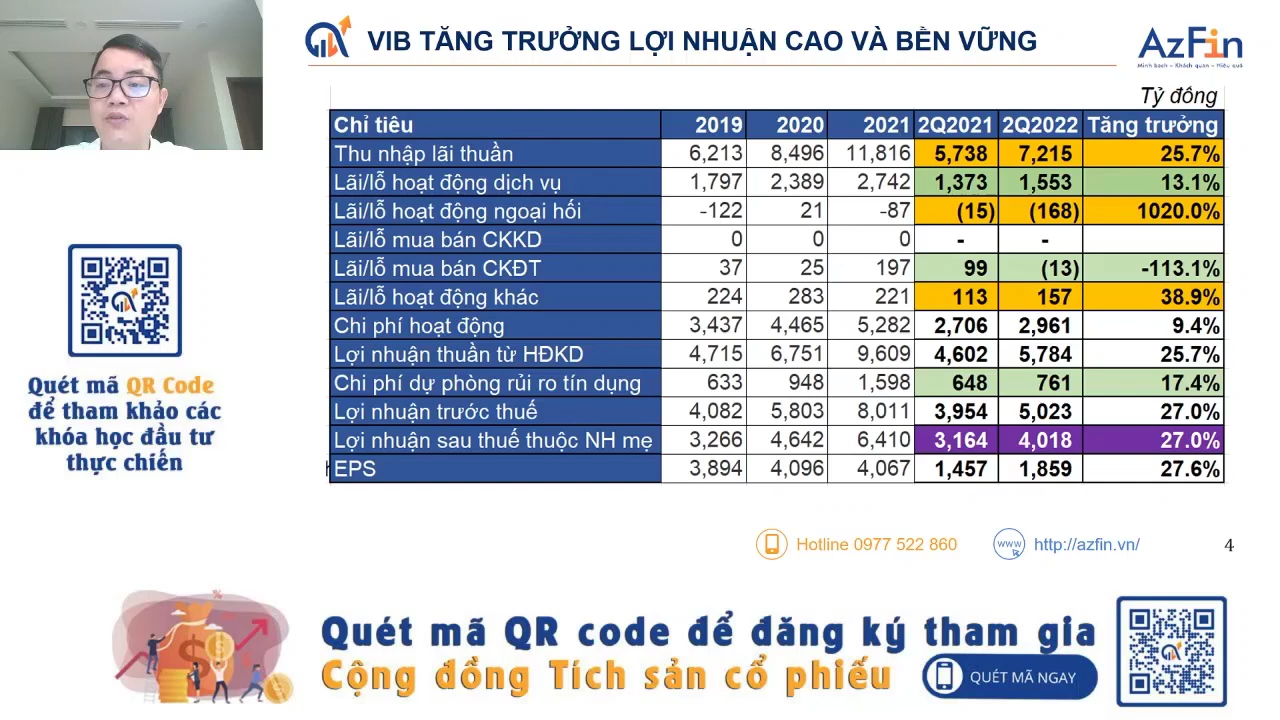 VIB TĂNG TRƯỞNG LỢI NHUẬN CAO VÀ BỀN VỮNG
AzFin
Minh bạch - Khách quan - Hiệu quả
Tỷ đồng
Chỉ tiêu 2019 2020 2021 2Q2021 2Q2022 Tăng trưởng
Thu nhập lãi thuần 6,213 8,496 11,816 5,738 7,215 25.7%
Lãi/lỗ hoạt động dịch vụ 1,797 2,389 2,742 1,373 1,553 13.1%
Lãi/lỗ hoạt động ngoại hối -122 21 -87 (15) (168) 1020.0%
Lãi/lỗ mua bán CKKD 0 0 0 - -
Lãi/lỗ mua bán CKĐT 37 25 197 99 (13) -113.1%
Lãi/lỗ hoạt động khác 224 283 221 113 157 38.9%
Chi phí hoạt động 3,437 4,465 5,282 2,706 2,961 9.4%
Lợi nhuận thuần từ HĐKD 4,715 6,751 9,609 4,602 5,784 25.7%
Chi phí dự phòng rủi ro tín dụng 633 948 1,598 648 761 17.4%
Lợi nhuận trước thuế 4,082 5,803 8,011 3,954 5,023 27.0%
Lợi nhuận sau thuế thuộc NH mẹ 3,266 4,642 6,410 3,164 4,018 27.0%
EPS 3,894 4,096 4,067 1,457 1,859 27.6%
Quét mã QR Code
để tham khảo các
khóa học đầu tư
thực chiến
Hotline 0977 522 860
www
http://azfin.vn/
4
Quét mã QR code để đăng ký tham gia
Cộng đồng Tích sản cổ phiếu
QUÉT MÃ NGAY